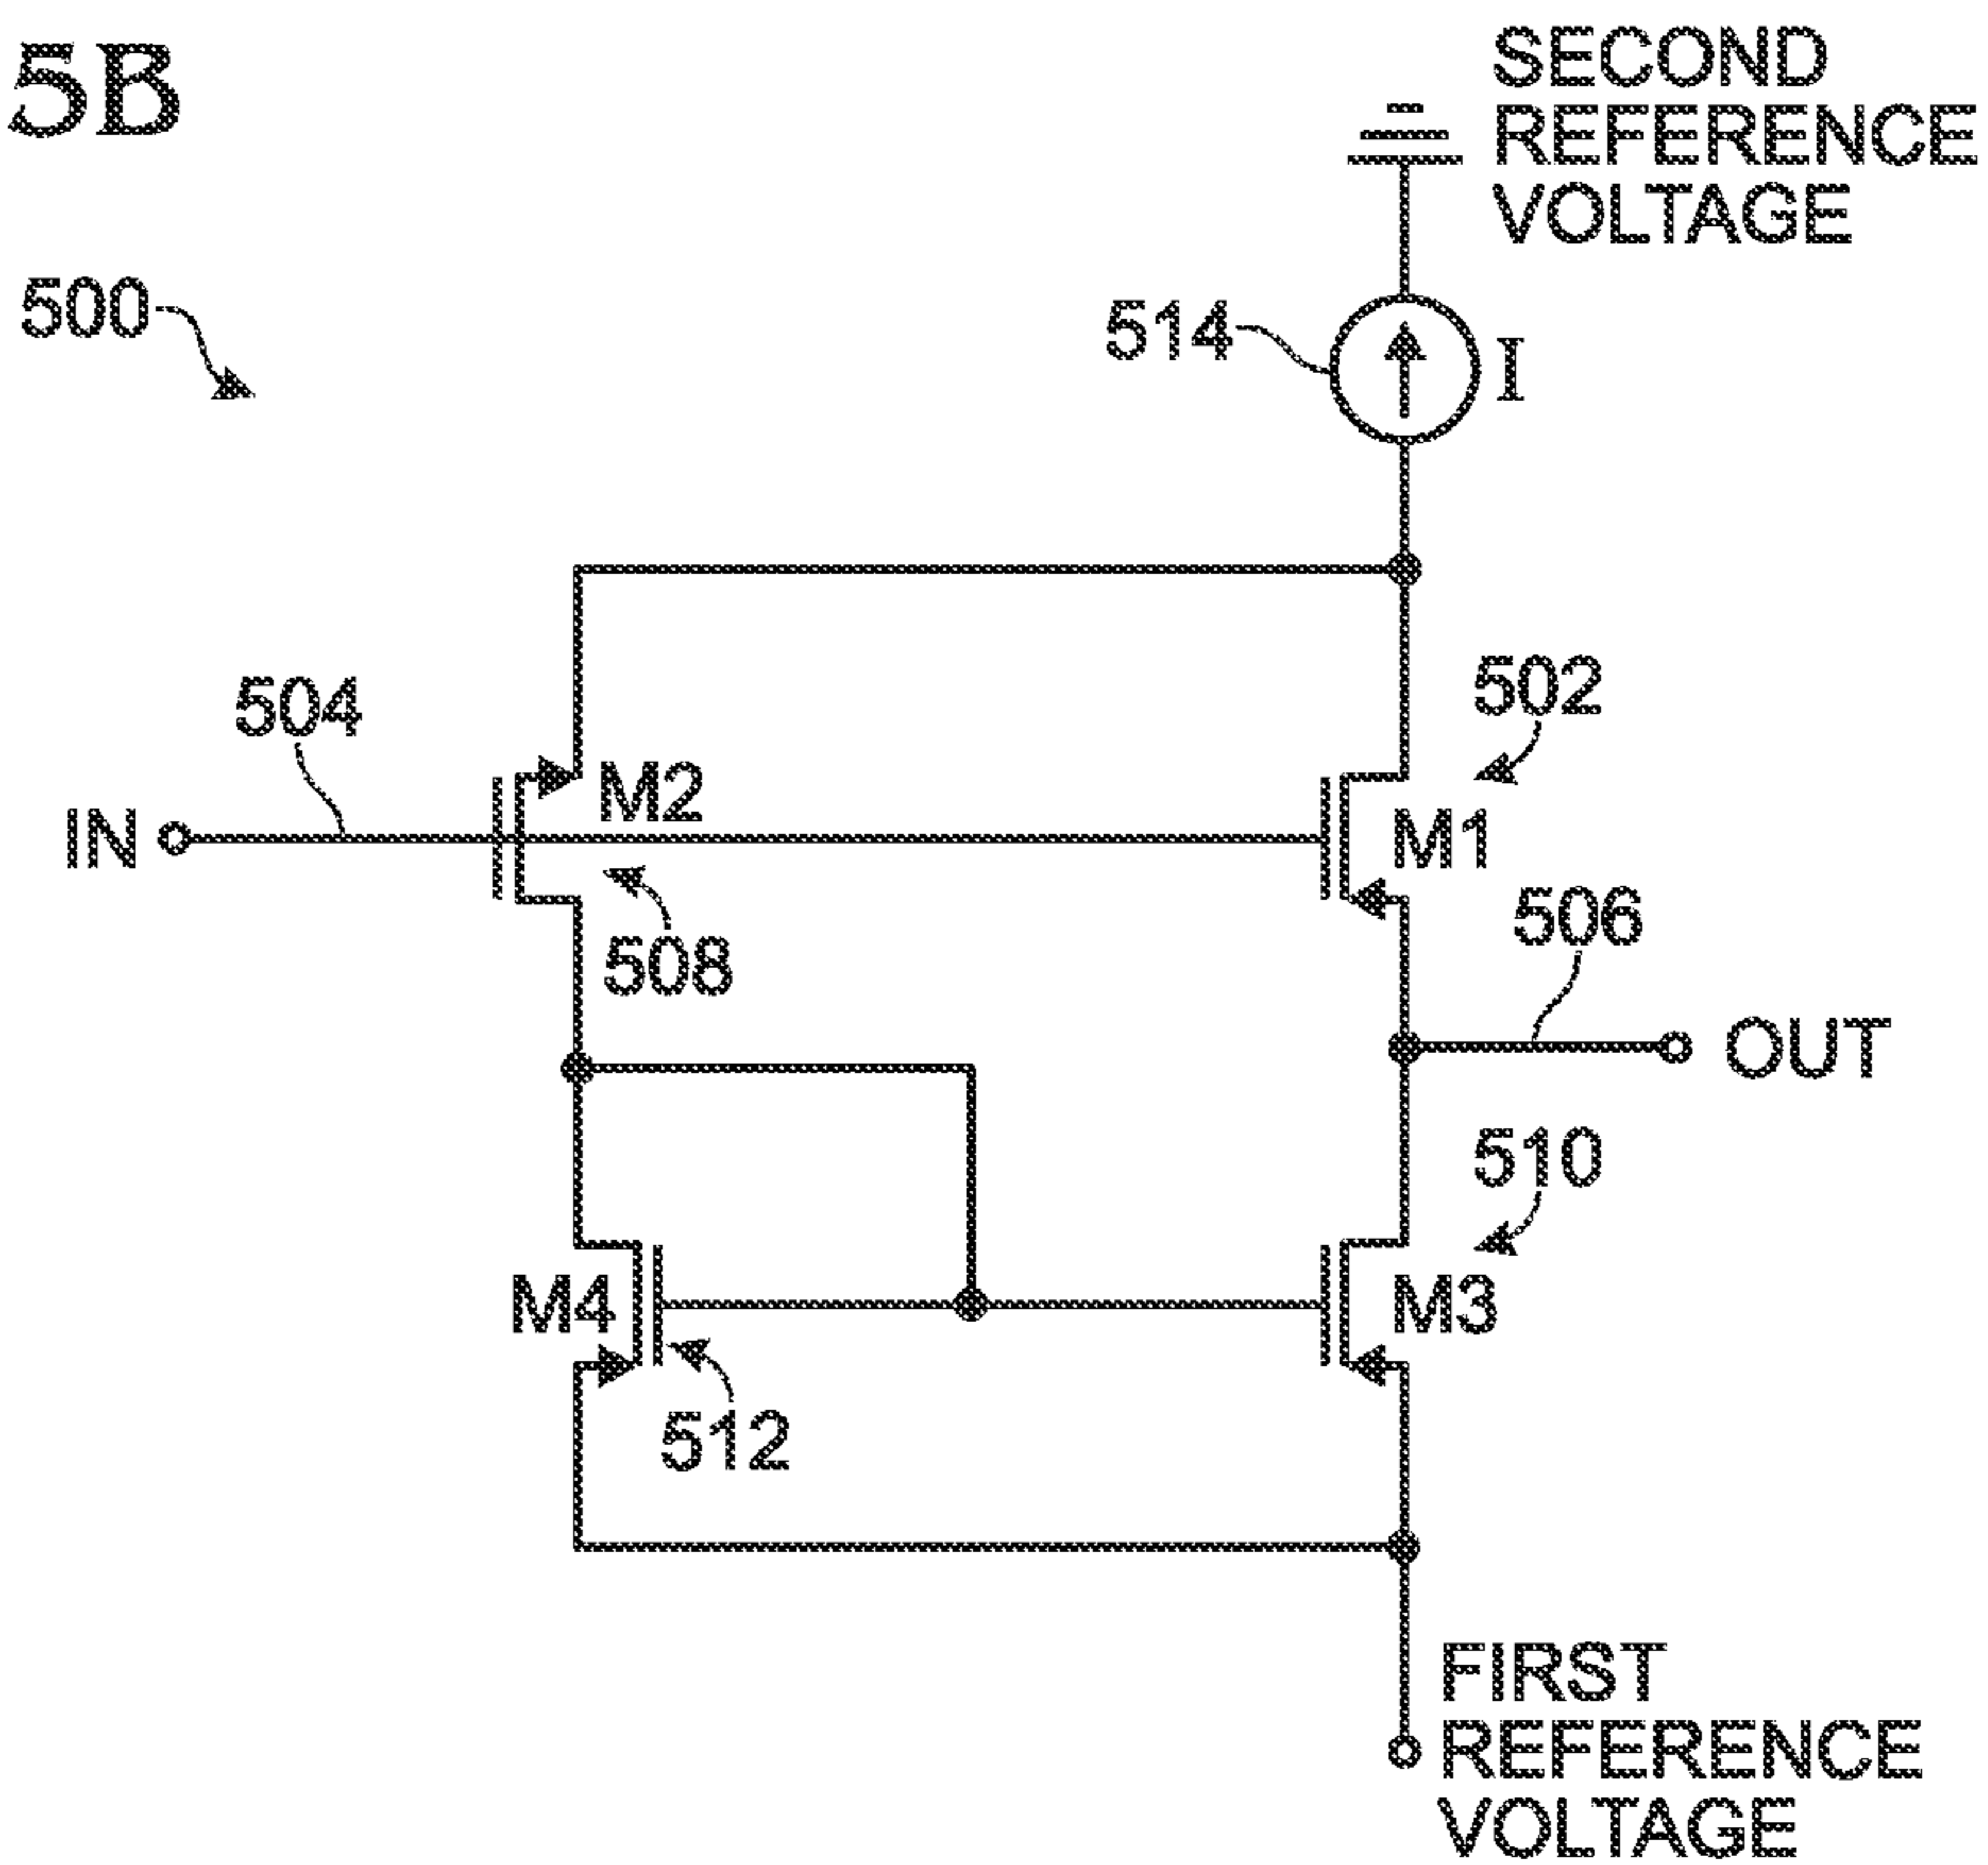 5B
SECOND
REFERENCE
VOLTAGE
500
514
I
504
502
IN
M2
M1
508
506
OUT
510
M4
M3
512
FIRST
REFERENCE
VOLTAGE